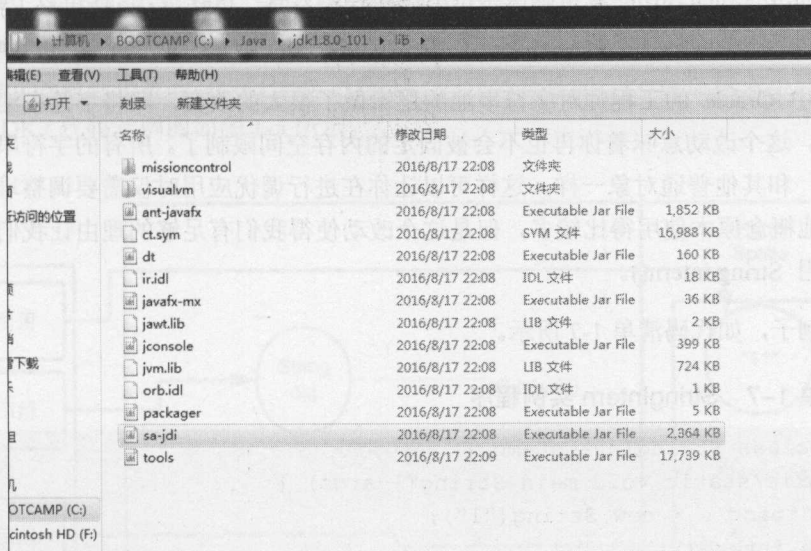 计算机 ▸ BOOTCAMP (C:) ▸ Java ▸ jdk1.8.0_101 ▸ lib ▸
编辑(E) 查看(V) 工具(T) 帮助(H)
打开 刻录 新建文件夹
名称 修改日期 类型 大小
missioncontrol 2016/8/17 22:08 文件夹
visualvm 2016/8/17 22:08 文件夹
ant-javafx 2016/8/17 22:08 Executable Jar File 1,852 KB
ct.sym 2016/8/17 22:08 SYM 文件 16,988 KB
dt 2016/8/17 22:08 Executable Jar File 160 KB
ir.idl 2016/8/17 22:08 IDL 文件 18 KB
javafx-mx 2016/8/17 22:08 Executable Jar File 36 KB
jawt.lib 2016/8/17 22:08 LIB 文件 2 KB
jconsole 2016/8/17 22:08 Executable Jar File 399 KB
jvm.lib 2016/8/17 22:08 LIB 文件 724 KB
orb.idl 2016/8/17 22:08 IDL 文件 1 KB
packager 2016/8/17 22:08 Executable Jar File 5 KB
sa-jdi 2016/8/17 22:08 Executable Jar File 2,364 KB
tools 2016/8/17 22:09 Executable Jar File 17,739 KB
访问的位置
下载
OTCAMP (C:)
cintosh HD (F:)